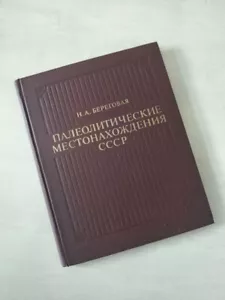 Н.А. БЕРЕГОВАЯ
ПАЛЕОЛИТИЧЕСКИЕ
МЕСТОНАХОЖДЕНИЯ
СССР